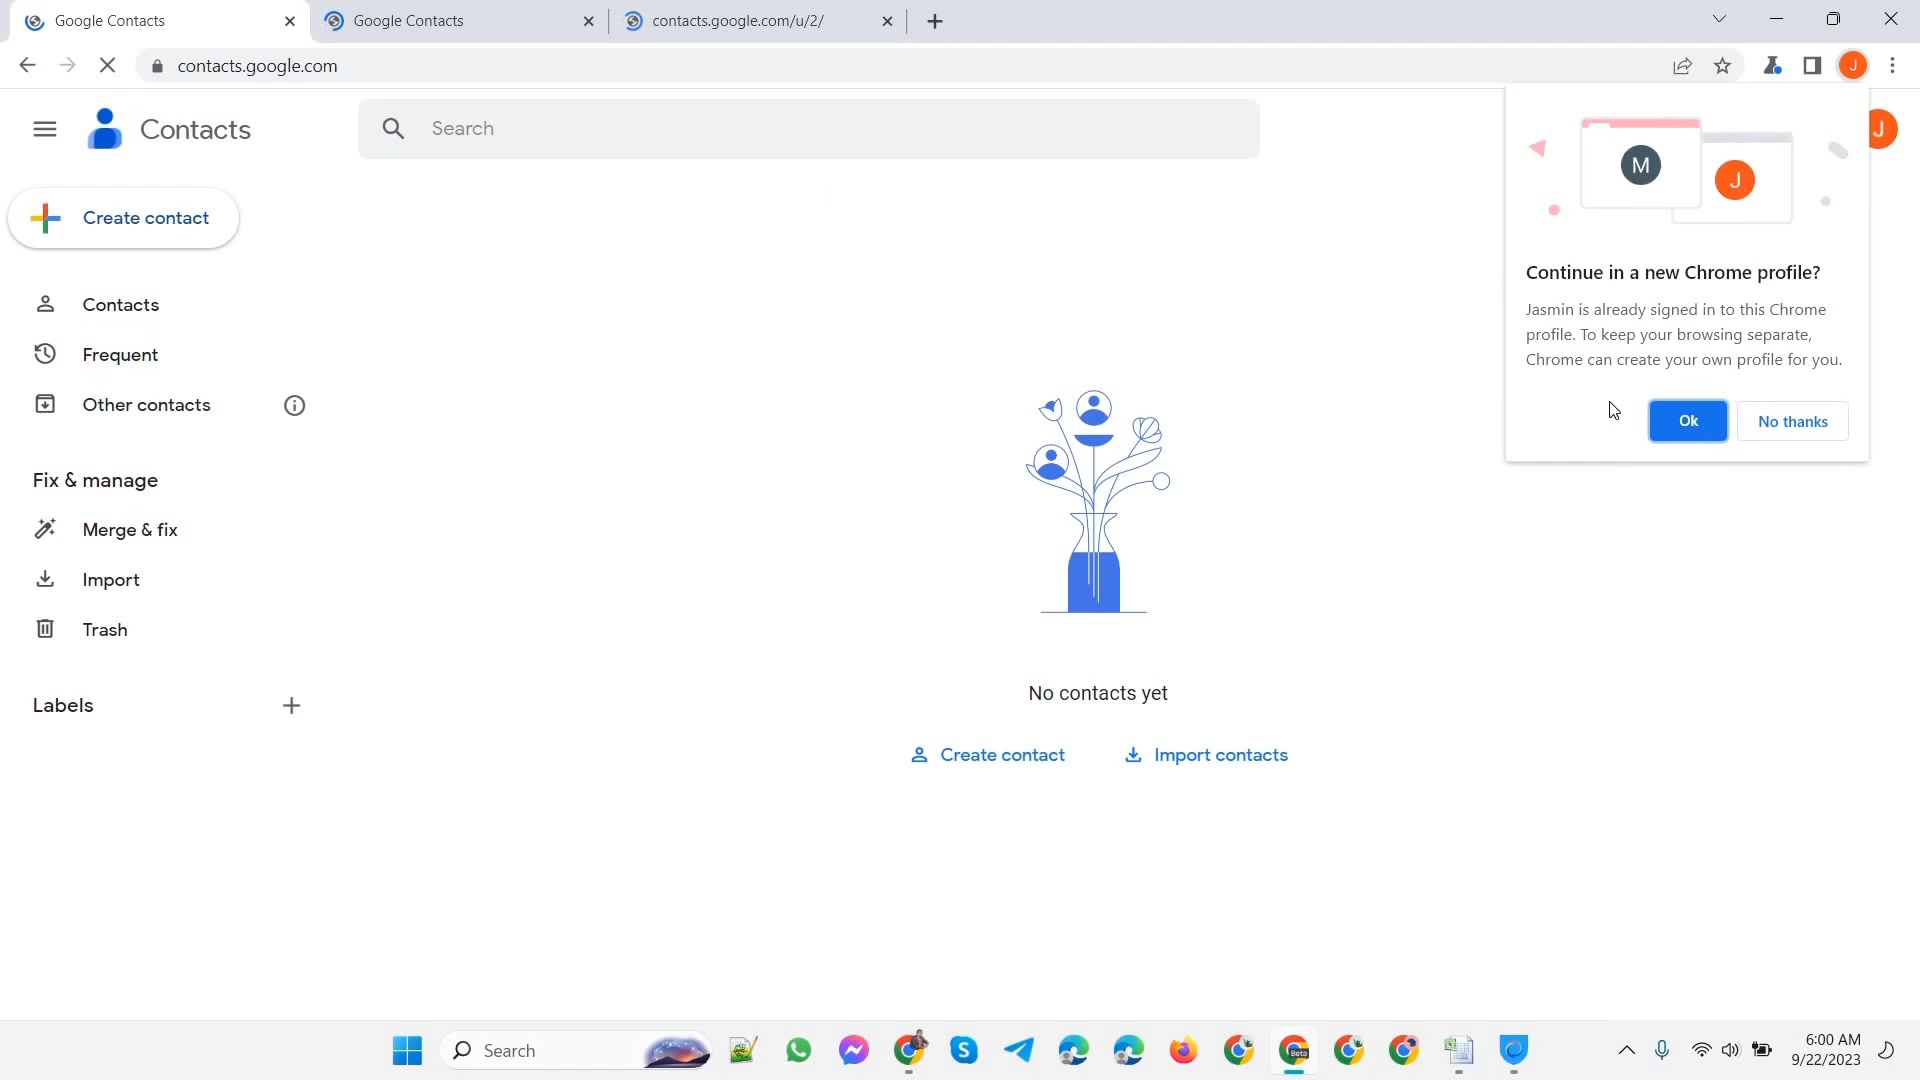 Google Contacts
Google Contacts
contacts.google.com/u/2/
contacts.google.com
J
Contacts
Search
J
M
J
Create contact
Continue in a new Chrome profile?
Jasmin is already signed in to this Chrome
profile. To keep your browsing separate,
Chrome can create your own profile for you.
Ok
No thanks
Contacts
Frequent
Other contacts
Fix & manage
Merge & fix
Import
Trash
Labels
No contacts yet
Create contact
Import contacts
Search
Beta
6:00 AM
9/22/2023